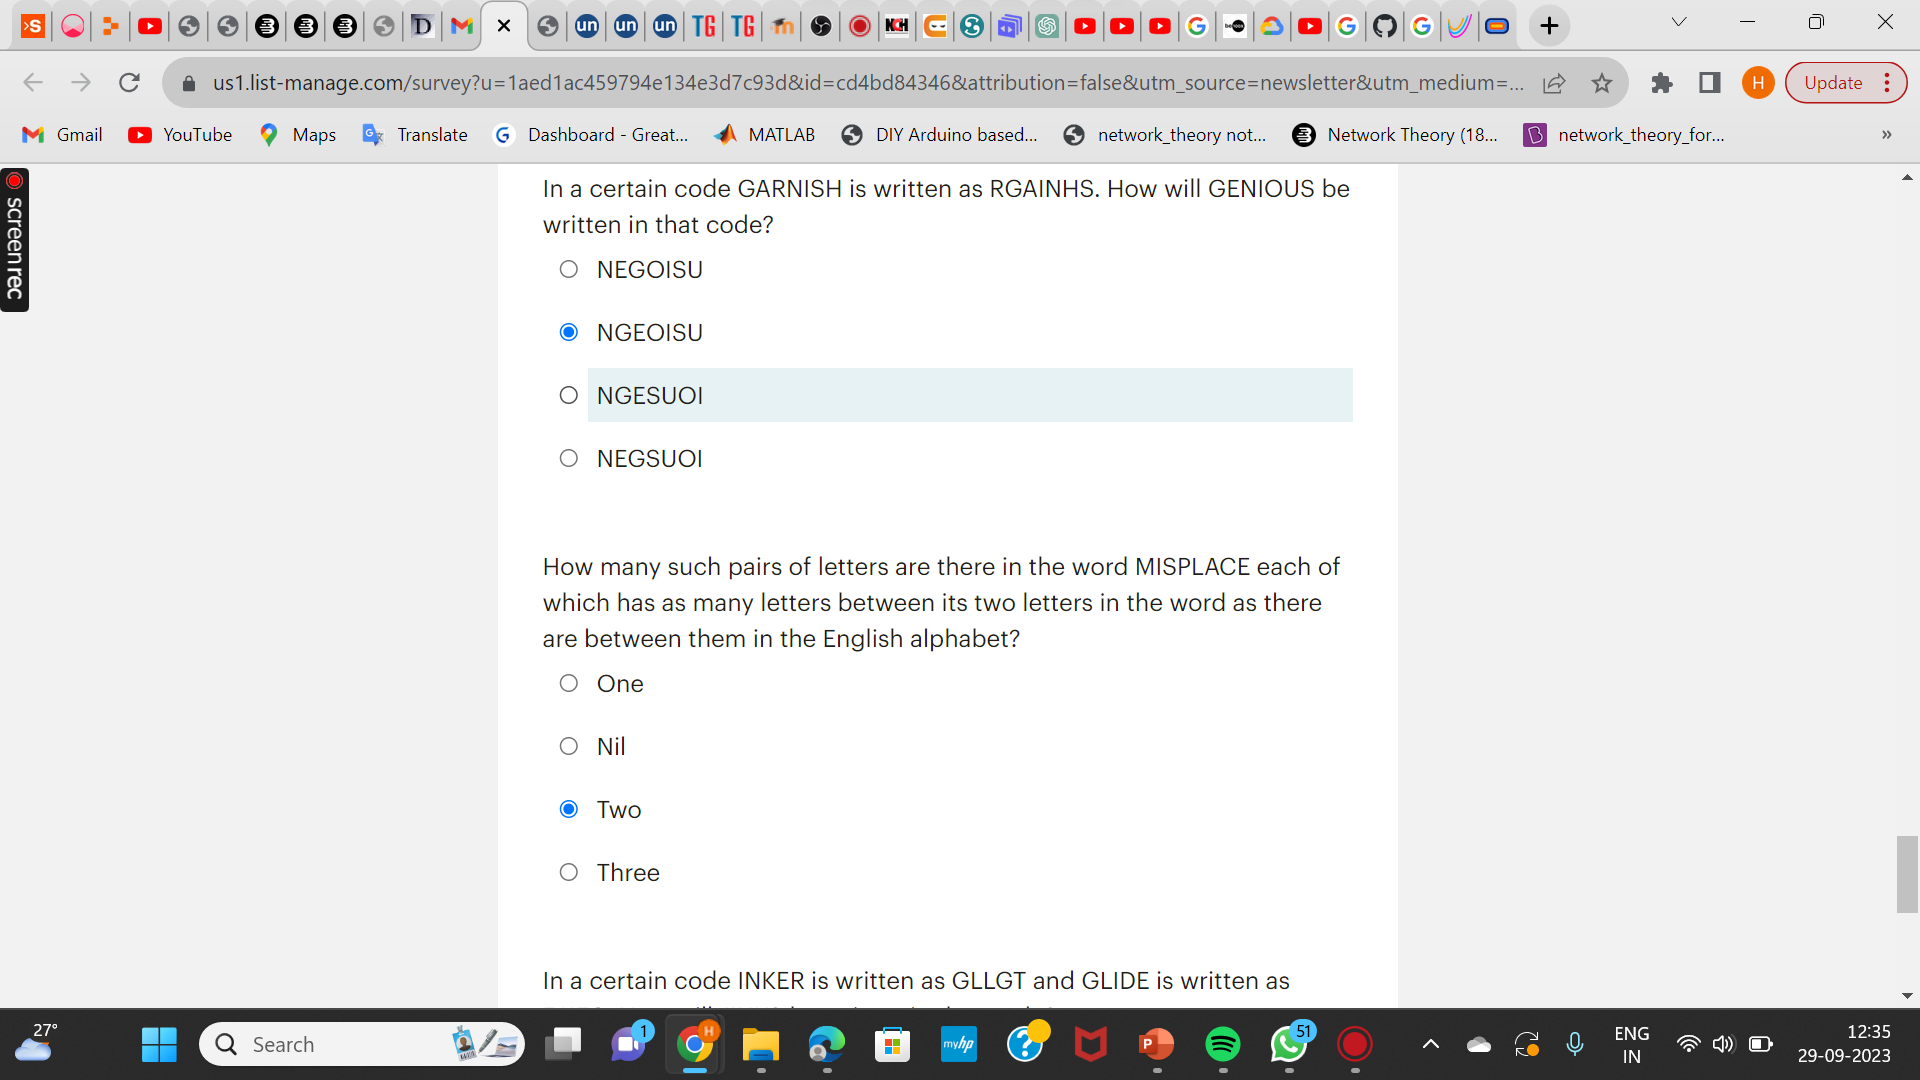 us1.list-manage.com/survey?u=1aed1ac459794e134e3d7c93d&id=cd4bd84346&attribution=false&utm_source=newsletter&utm_medium=...
H
Update
Gmail
YouTube
Maps
Translate
Dashboard - Great...
MATLAB
DIY Arduino based...
network_theory not...
Network Theory (18...
network_theory_for...
»
screenrec
In a certain code GARNISH is written as RGAINHS. How will GENIOUS be
written in that code?
NEGOISU
NGEOISU
NGESUOI
NEGSUOI
How many such pairs of letters are there in the word MISPLACE each of
which has as many letters between its two letters in the word as there
are between them in the English alphabet?
One
Nil
Two
Three
In a certain code INKER is written as GLLGT and GLIDE is written as
27°
Search
1
H
myhp
51
ENG
IN
12:35
29-09-2023